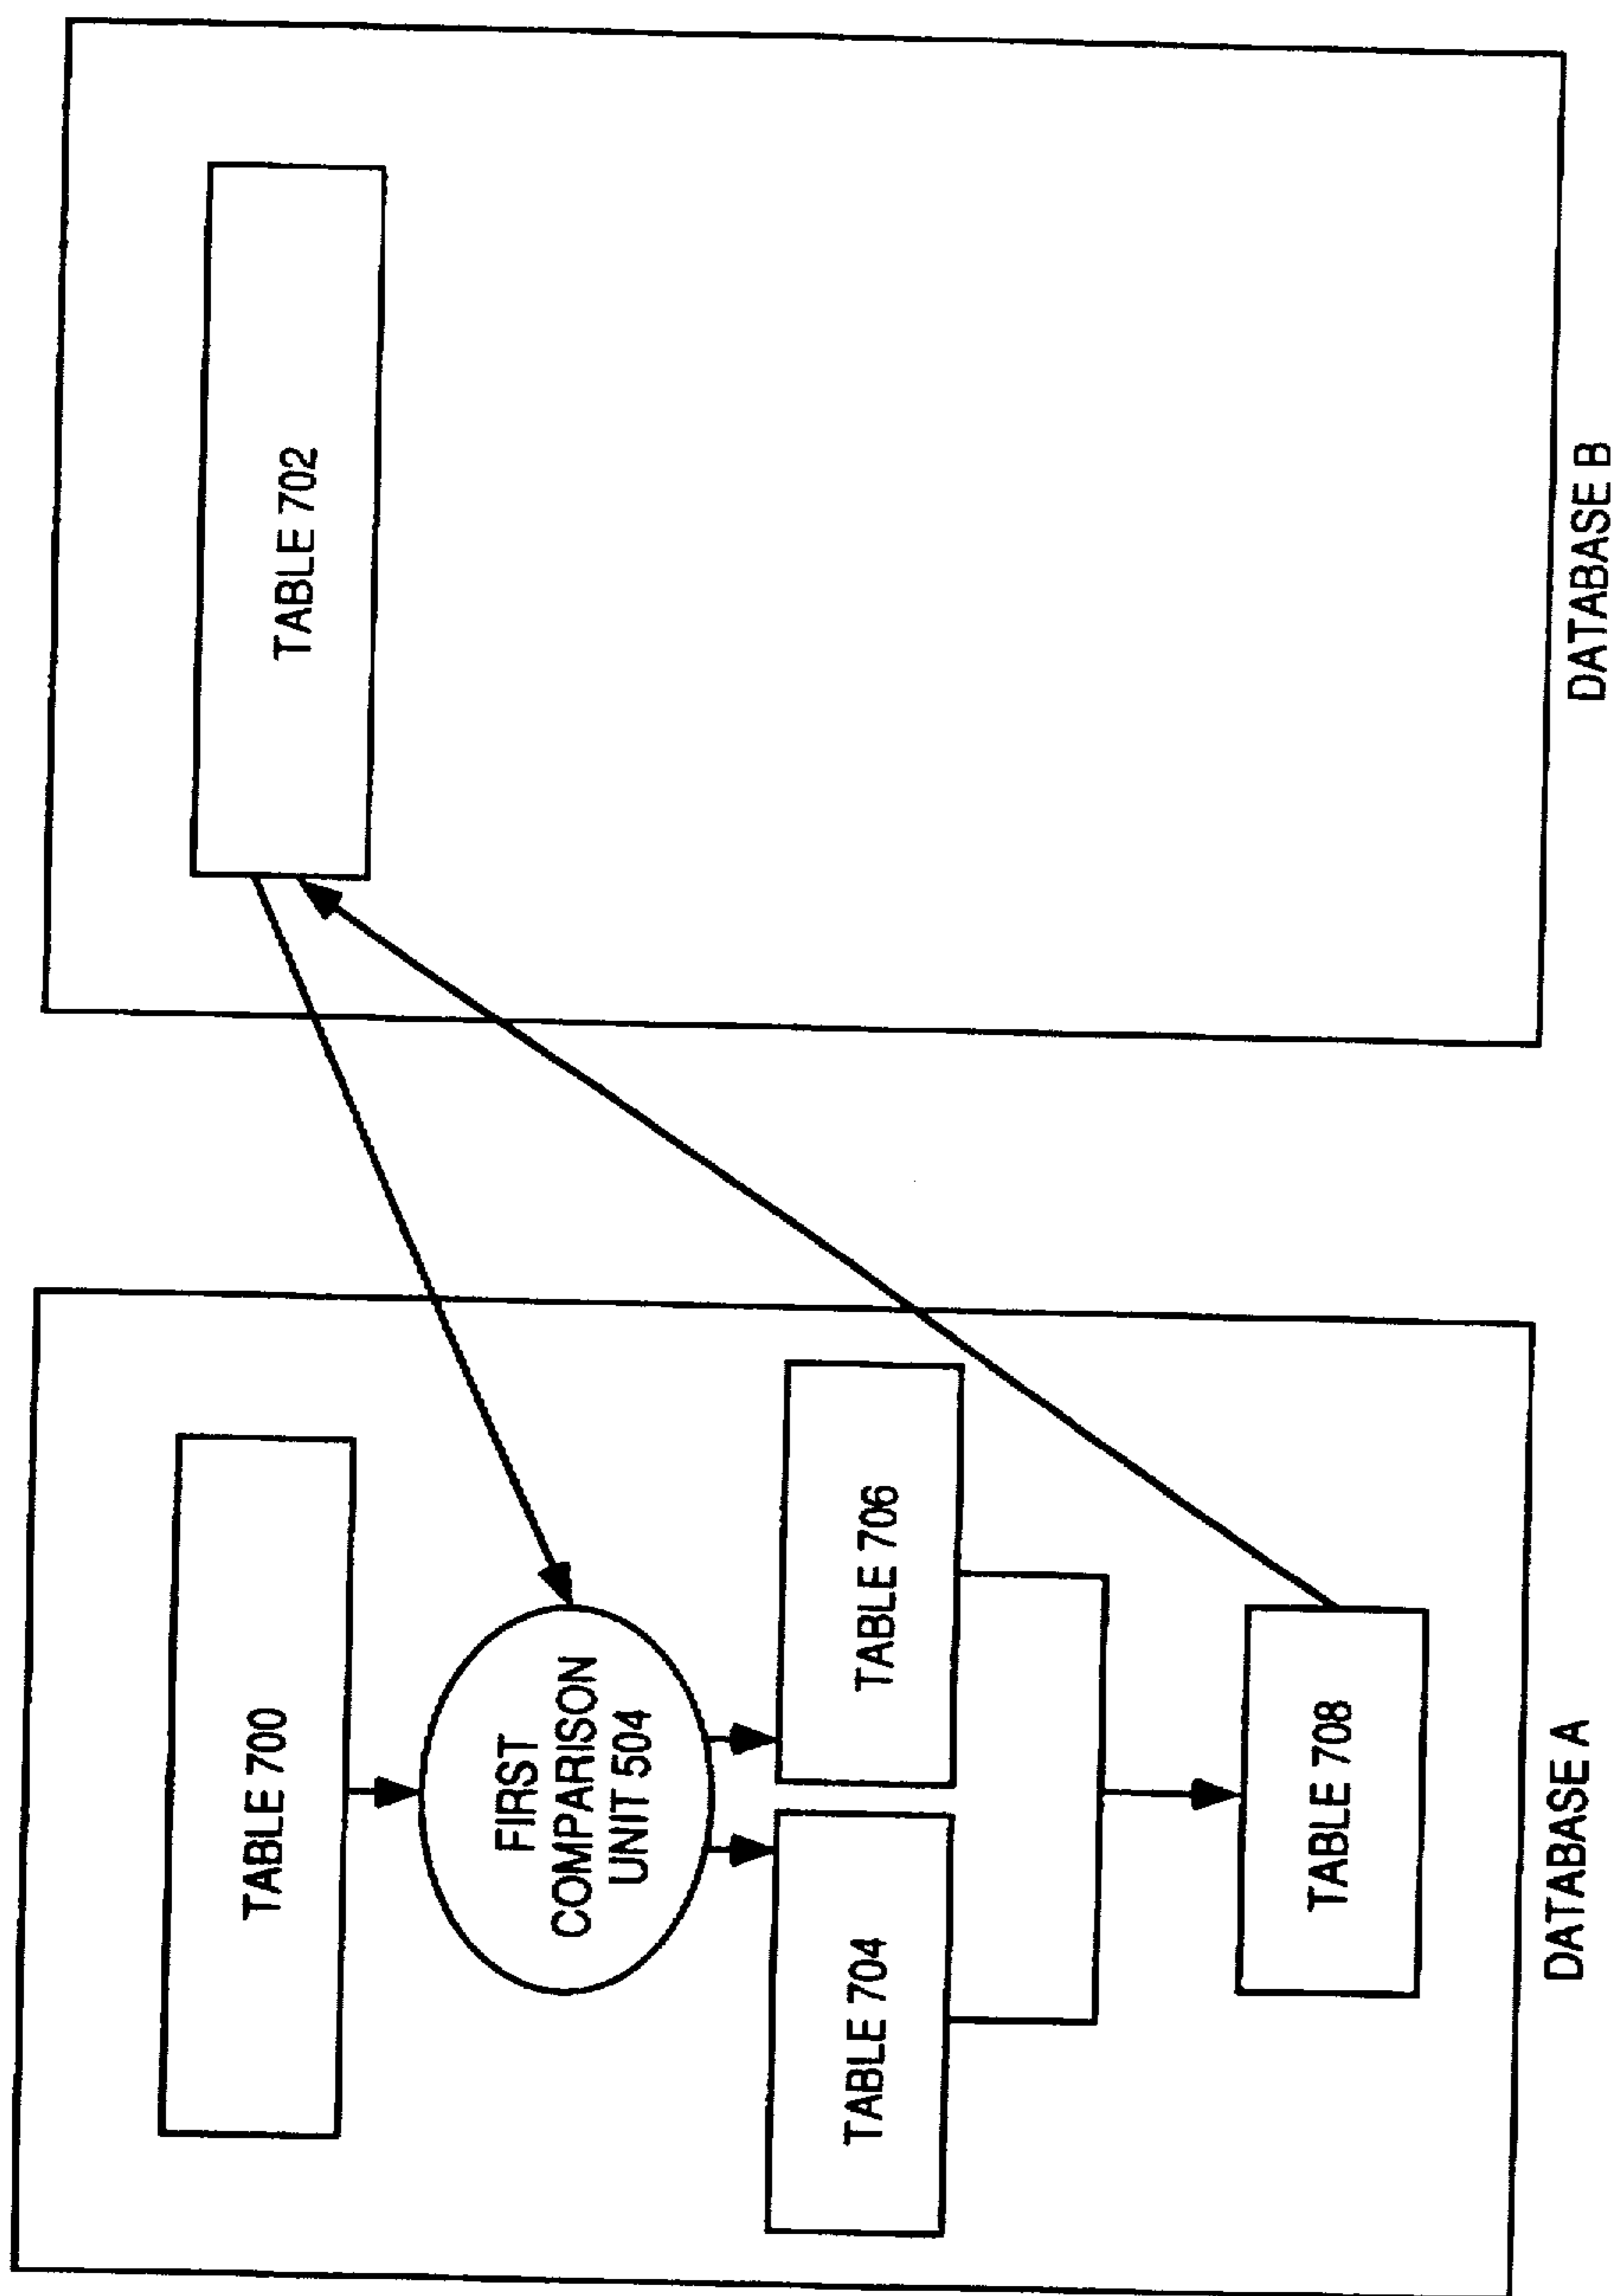 TABLE 700
FIRST
COMPARISON
UNIT 504
TABLE 704
TABLE 706
TABLE 708
DATABASE A
TABLE 702
DATABASE B